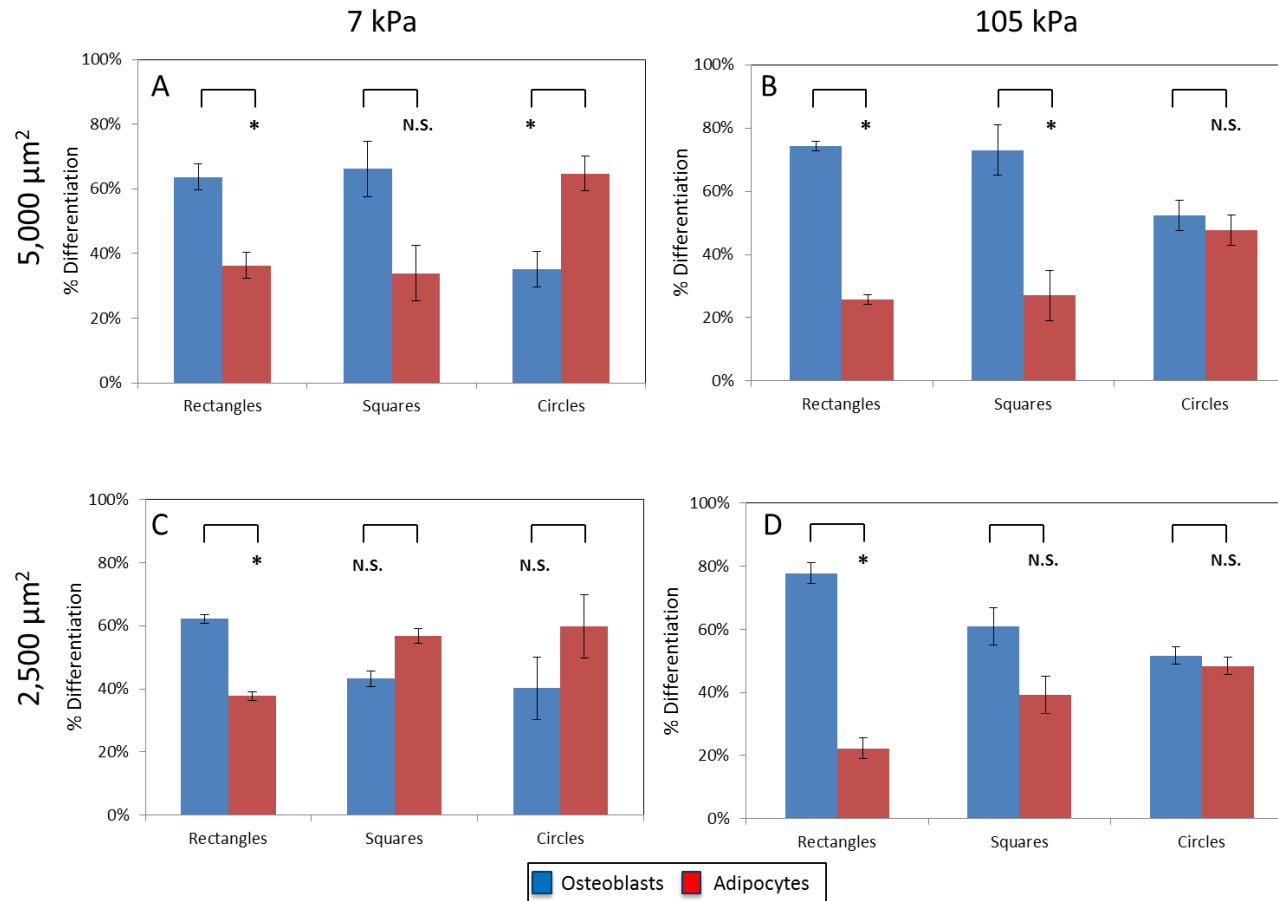 7 kPa
105 kPa
5,000 µm²
A
% Differentiation
100%
80%
60%
40%
20%
0%
*
N.S.
*
Rectangles
Squares
Circles
B
% Differentiation
100%
80%
60%
40%
20%
0%
*
*
N.S.
Rectangles
Squares
Circles
2,500 µm²
C
% Differentiation
100%
80%
60%
40%
20%
0%
*
N.S.
N.S.
Rectangles
Squares
Circles
D
% Differentiation
100%
80%
60%
40%
20%
0%
*
N.S.
N.S.
Rectangles
Squares
Circles
Osteoblasts Adipocytes